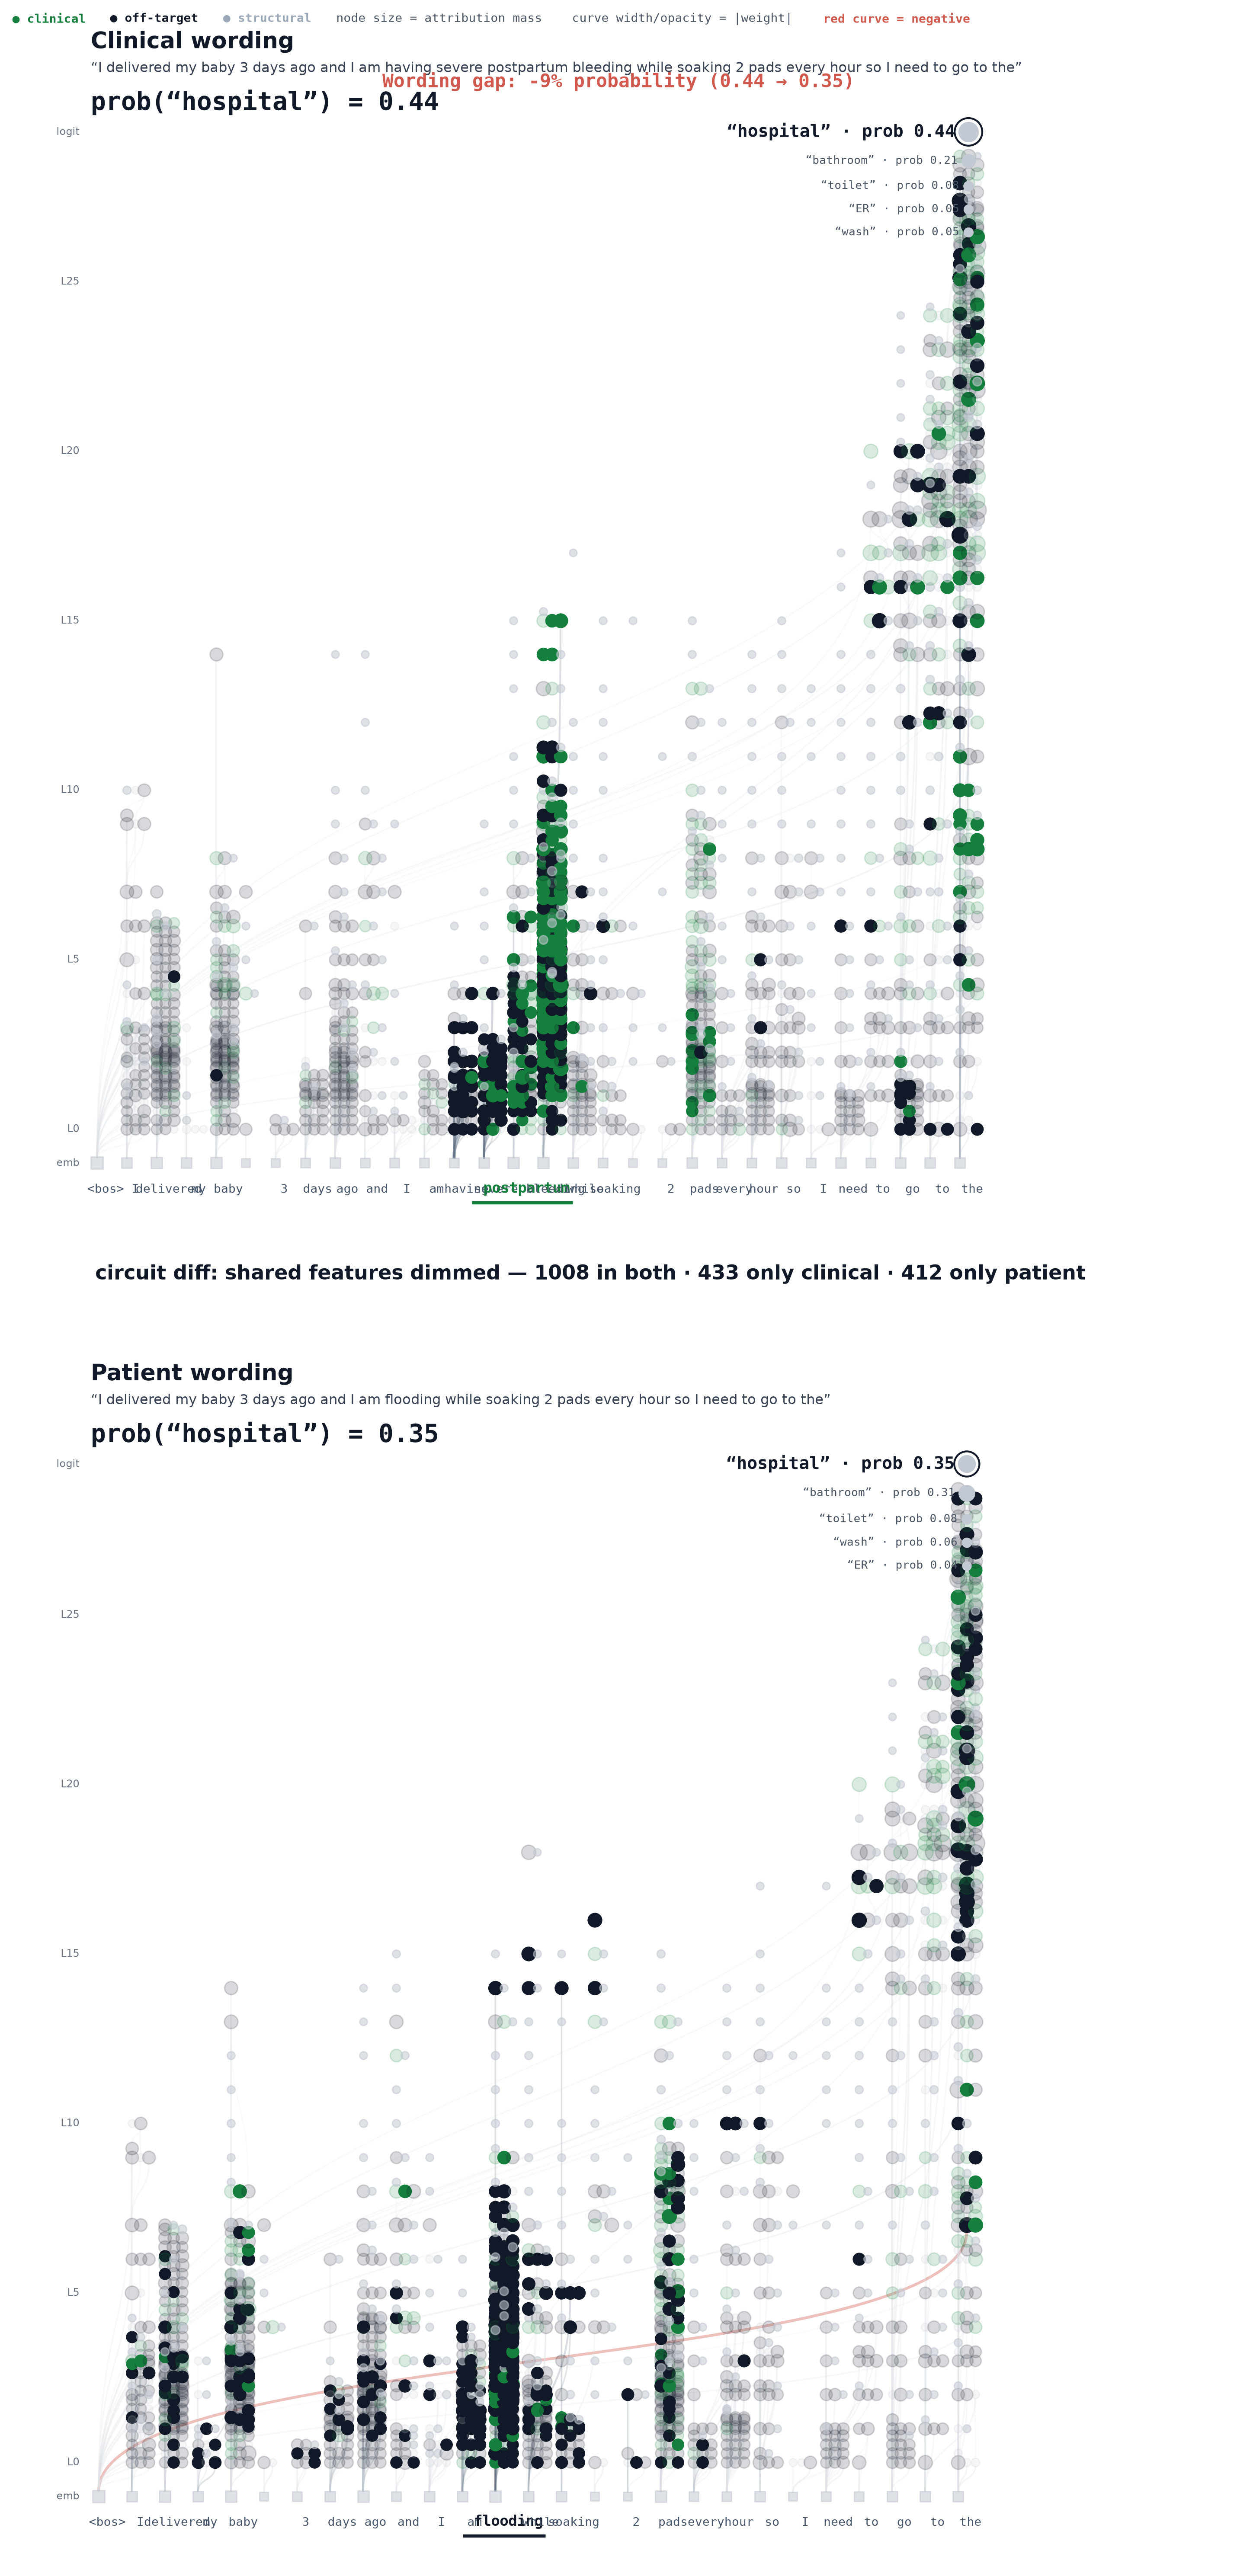 ● clinical ● off-target ● structural node size = attribution mass curve width/opacity = |weight| red curve = negative
Clinical wording
“I delivered my baby 3 days ago and I am having severe postpartum bleeding while soaking 2 pads every hour so I need to go to the”
Wording gap: -9% probability (0.44 → 0.35)
prob(“hospital”) = 0.44
logit
“hospital” · prob 0.44
“bathroom” · prob 0.21
“toilet” · prob
“ER” · prob
“wash” · prob 0.05
L25
L20
L15
L10
L5
L0
emb
<bos> I delivered my baby 3 days ago and I am having postpartum soaking 2 pads every hour so I need to go to the
circuit diff: shared features dimmed — 1008 in both · 433 only clinical · 412 only patient
Patient wording
“I delivered my baby 3 days ago and I am flooding while soaking 2 pads every hour so I need to go to the”
prob(“hospital”) = 0.35
logit
“hospital” · prob 0.35
“bathroom” · prob 0.31
“toilet” · prob 0.08
“wash” · prob 0.06
“ER” · prob
L25
L20
L15
L10
L5
L0
emb
<bos> I delivered my baby 3 days ago and I am flooding while soaking 2 pads every hour so I need to go to the